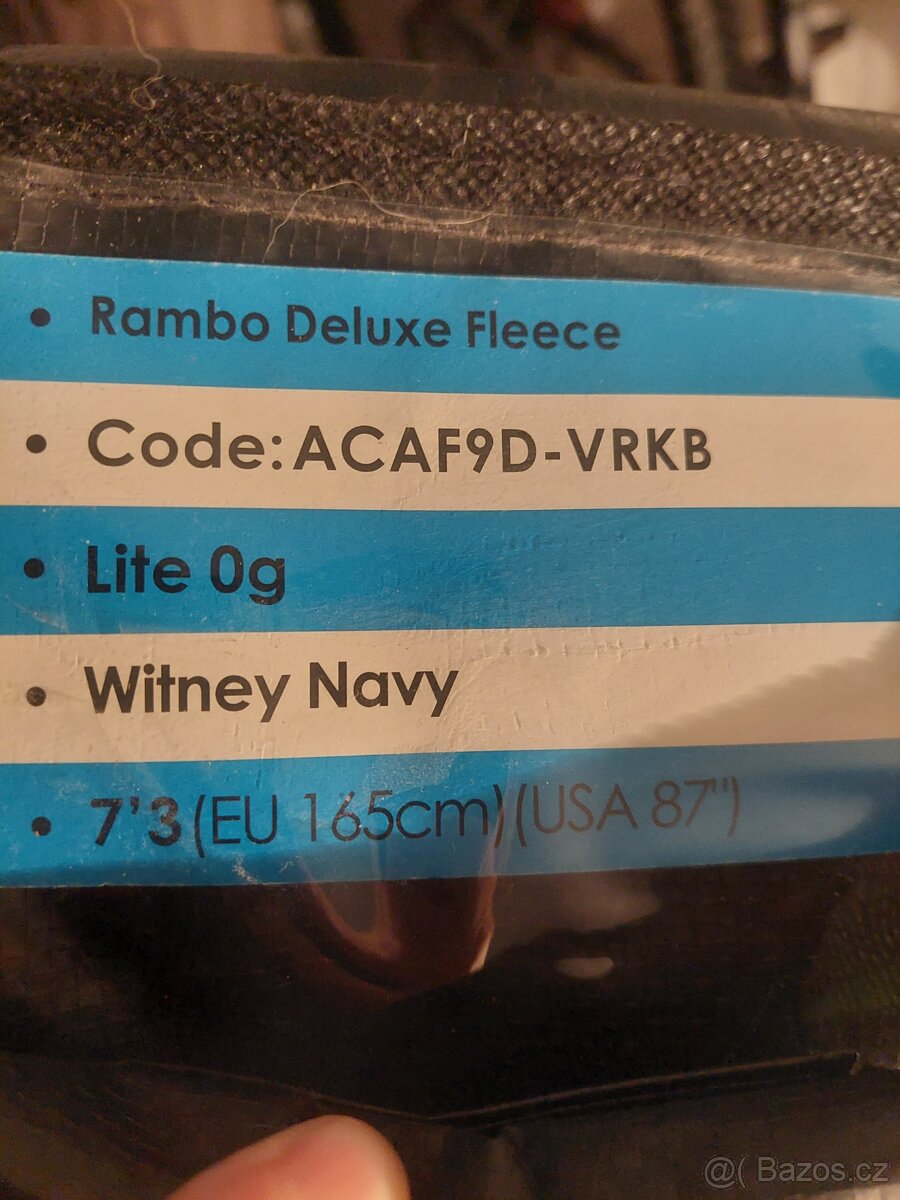 • Rambo Deluxe Fleece
• Code: ACAF9D-VRKB
• Lite 0g
• Witney Navy
• 7'3 (EU 165cm) (USA 87")
@( Bazos.cz